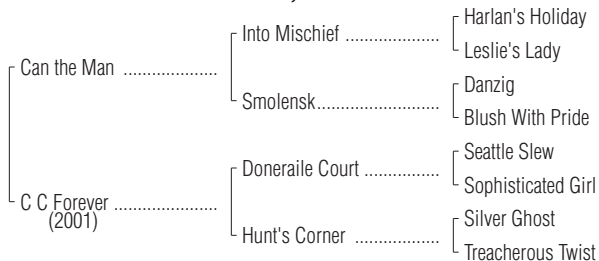 Harlan's Holiday
Into Mischief ..................
Leslie's Lady
Can the Man ..................
Danzig
Smolensk.......................
Blush With Pride
Seattle Slew
Doneraile Court ..............
Sophisticated Girl
C C Forever ....................
(2001)
Silver Ghost
Hunt's Corner ................
Treacherous Twist